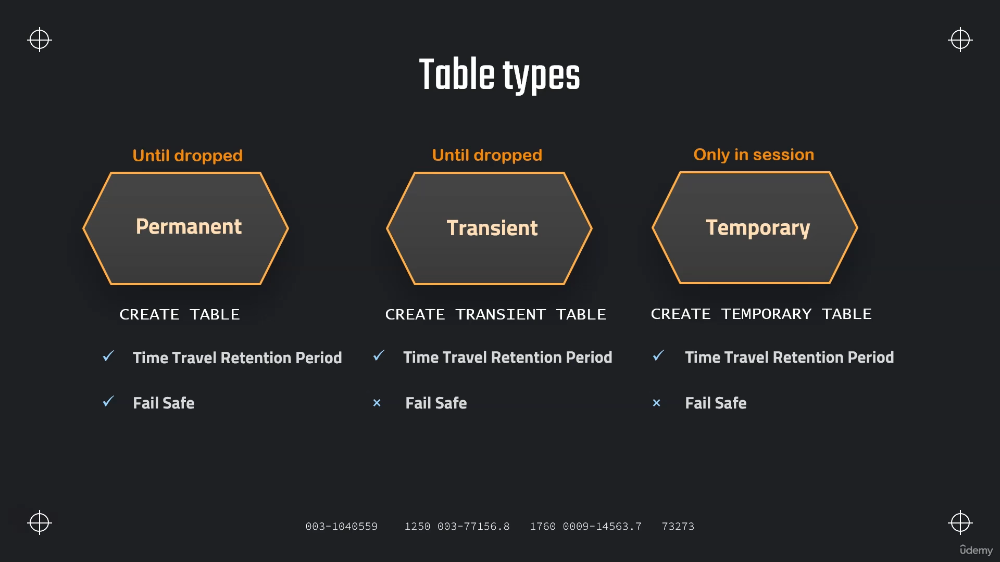 Table types
Until dropped
Permanent
CREATE TABLE
✓ Time Travel Retention Period
✓ Fail Safe
Until dropped
Transient
CREATE TRANSIENT TABLE
✓ Time Travel Retention Period
× Fail Safe
Only in session
Temporary
CREATE TEMPORARY TABLE
✓ Time Travel Retention Period
× Fail Safe
003-1040559 1250 003-77156.8 1760 0009-14563.7 73273
ûdemy